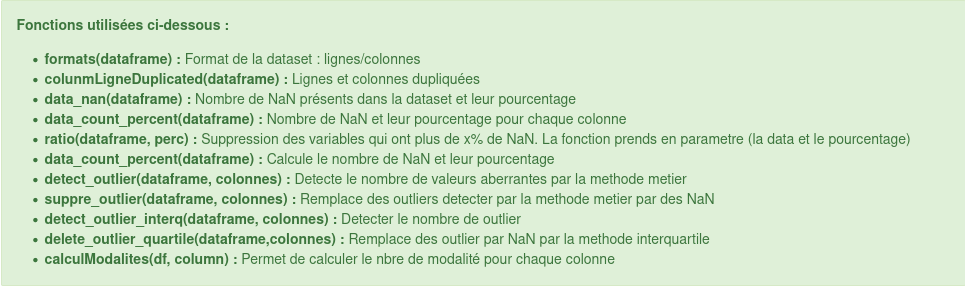 Fonctions utilisées ci-dessous :
• formats(dataframe) : Format de la dataset : lignes/colonnes
• colunmLigneDuplicated(dataframe) : Lignes et colonnes dupliquées
• data_nan(dataframe) : Nombre de NaN présents dans la dataset et leur pourcentage
• data_count_percent(dataframe) : Nombre de NaN et leur pourcentage pour chaque colonne
• ratio(dataframe, perc) : Suppression des variables qui ont plus de x% de NaN. La fonction prends en parametre (la data et le pourcentage)
• data_count_percent(dataframe) : Calcule le nombre de NaN et leur pourcentage
• detect_outlier(dataframe, colonnes) : Detecte le nombre de valeurs aberrantes par la methode metier
• suppre_outlier(dataframe, colonnes) : Remplace des outliers detecter par la methode metier par des NaN
• detect_outlier_interq(dataframe, colonnes) : Detecter le nombre de outlier
• delete_outlier_quartile(dataframe,colonnes) : Remplace des outlier par NaN par la methode interquartile
• calculModalites(df, column) : Permet de calculer le nbre de modalité pour chaque colonne